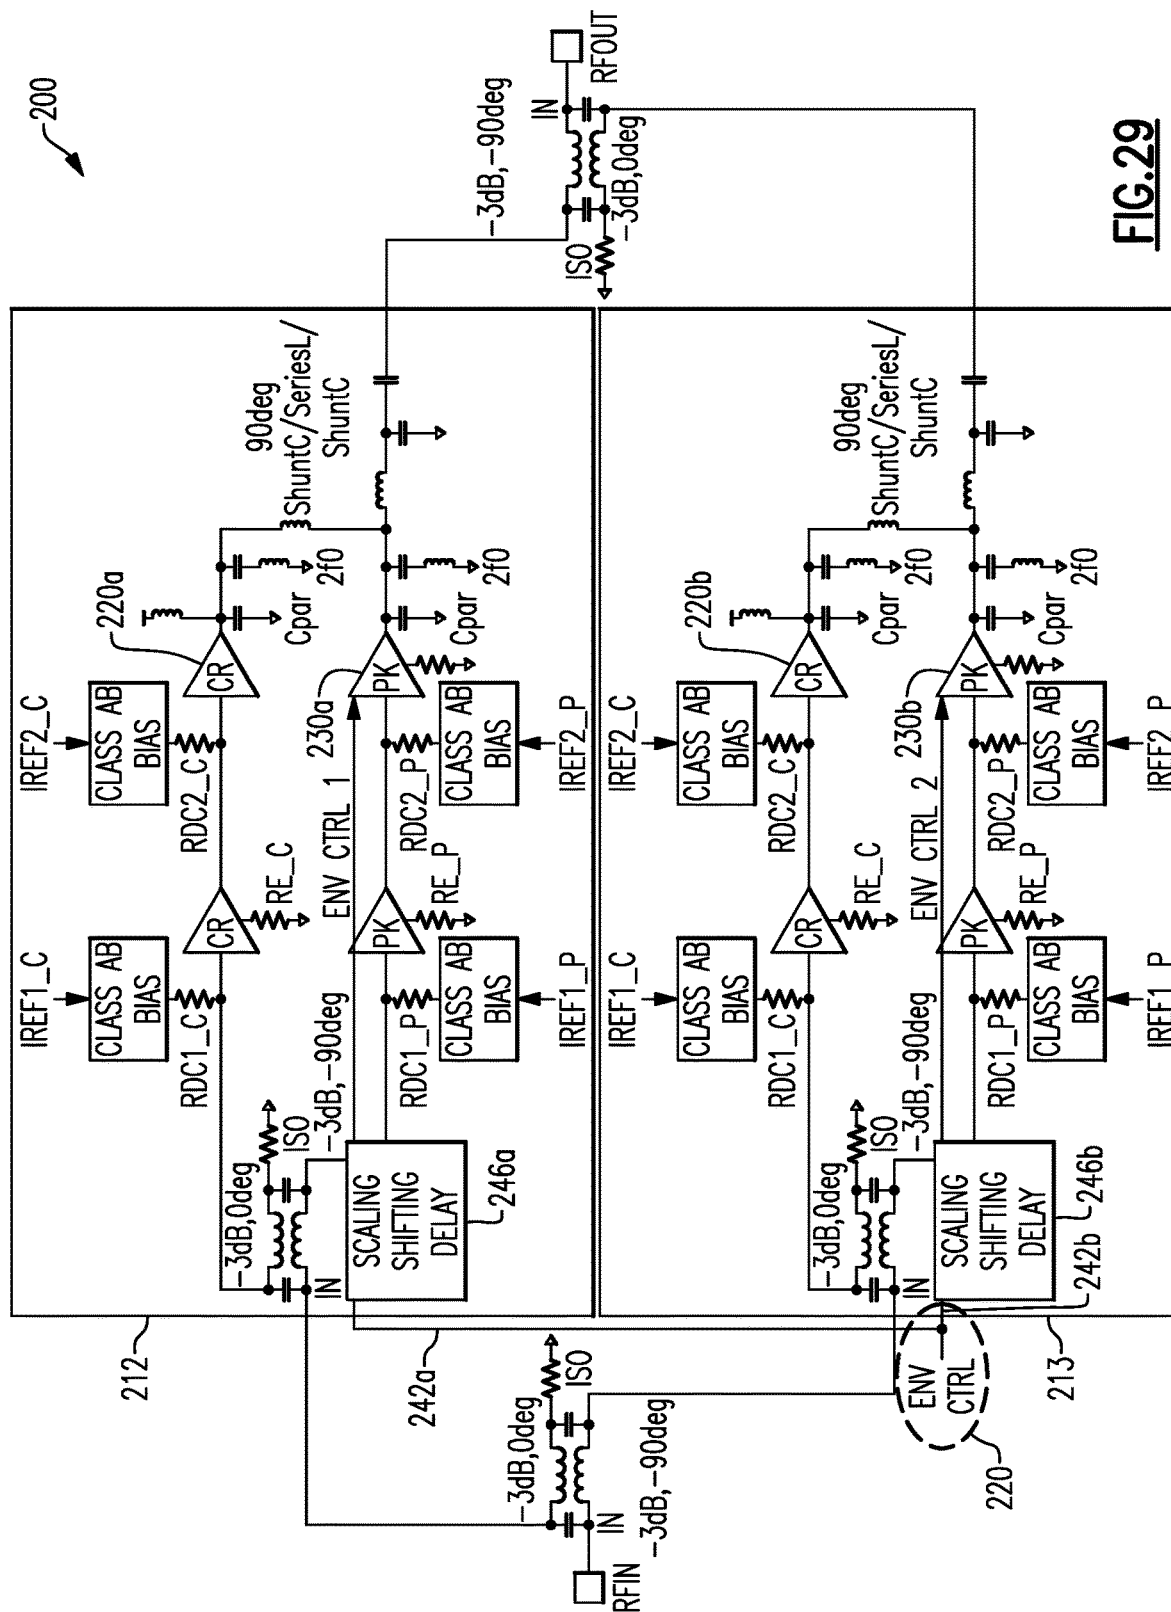 200
IREF1_C
IREF2_C
CLASS AB
BIAS
CLASS AB
BIAS
RDC1_C
RDC2_C
220a
CR
CR
RE_C
Cpar
2f0
90deg
ShuntC/SeriesL/
ShuntC
-3dB,0deg
ISO
IN
-3dB,-90deg
ENV CTRL 1
230a
SCALING
SHIFTING
DELAY
246a
PK
PK
RE_P
Cpar
2f0
RDC1_P
RDC2_P
CLASS AB
BIAS
CLASS AB
BIAS
IREF1_P
IREF2_P
212
242a
RFIN
IN
-3dB,0deg
ISO
-3dB,-90deg
-3dB,-90deg
IN
RFOUT
ISO
-3dB,0deg
IREF1_C
IREF2_C
CLASS AB
BIAS
CLASS AB
BIAS
RDC1_C
RDC2_C
220b
CR
CR
RE_C
Cpar
2f0
90deg
ShuntC/SeriesL/
ShuntC
-3dB,0deg
ISO
IN
-3dB,-90deg
ENV CTRL 2
230b
ENV
CTRL
220
SCALING
SHIFTING
DELAY
246b
242b
213
PK
PK
RE_P
Cpar
2f0
RDC1_P
RDC2_P
CLASS AB
BIAS
CLASS AB
BIAS
IREF1_P
IREF2_P
FIG.29